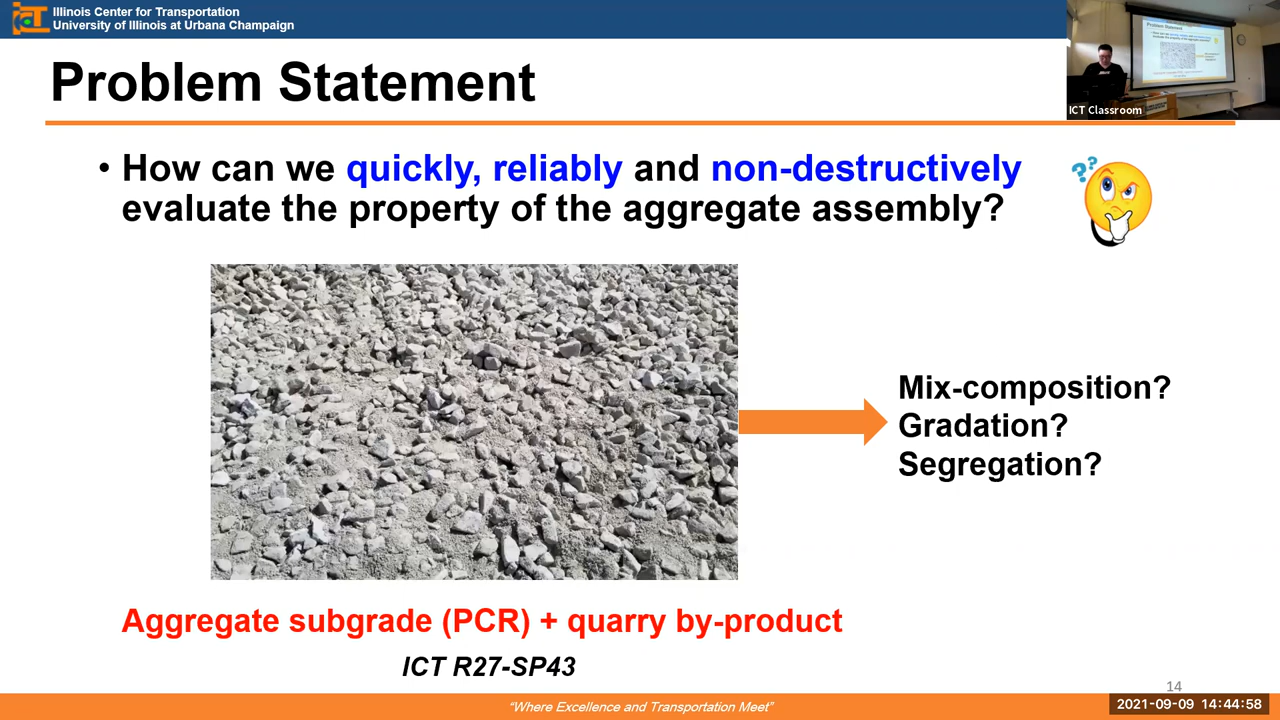 Illinois Center for Transportation
University of Illinois at Urbana Champaign
Problem Statement
ICT Classroom
• How can we quickly, reliably and non-destructively
evaluate the property of the aggregate assembly?
??
Mix-composition?
Gradation?
Segregation?
Aggregate subgrade (PCR) + quarry by-product
ICT R27-SP43
14
“Where Excellence and Transportation Meet”
2021-09-09 14:44:58